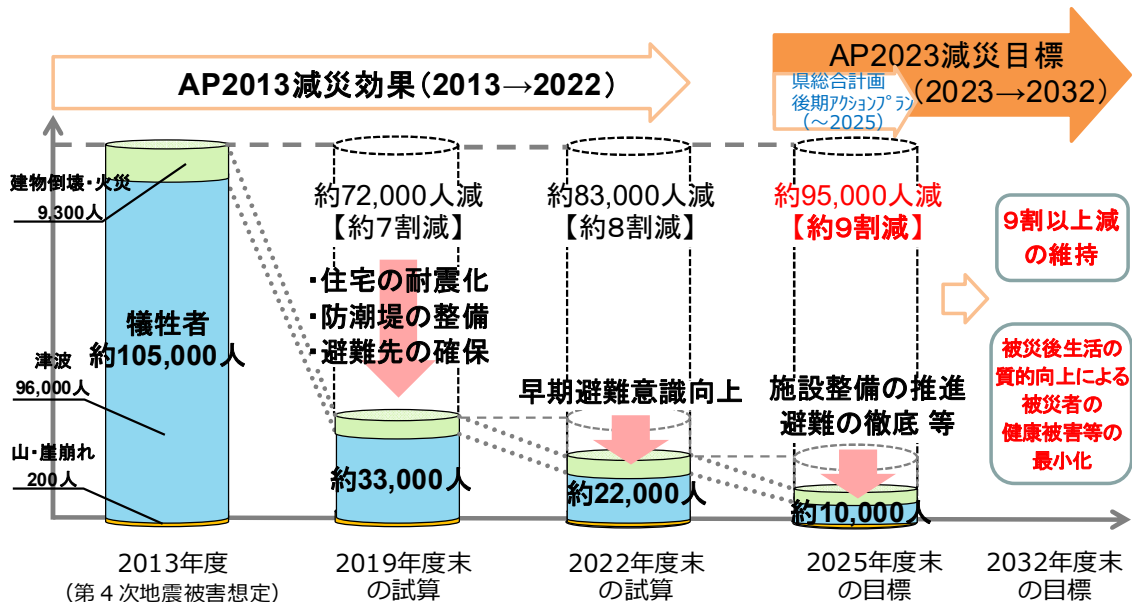 AP2013減災効果（2013→2022）
AP2023減災目標
（2023→2032）
県総合計画
後期ｱｸｼｮﾝﾌﾟﾗﾝ
（～2025）
建物倒壊・火災
9,300人
犠牲者
約105,000人
津波
96,000人
山・崖崩れ
200人
約72,000人減
【約7割減】
・住宅の耐震化
・防潮堤の整備
・避難先の確保
約33,000人
約83,000人減
【約8割減】
早期避難意識向上
約22,000人
約95,000人減
【約9割減】
施設整備の推進
避難の徹底 等
約10,000人
９割以上減
の維持
被災後生活の
質的向上による
被災者の
健康被害等の
最小化
2013年度
（第４次地震被害想定）
2019年度末
の試算
2022年度末
の試算
2025年度末
の目標
2032年度末
の目標